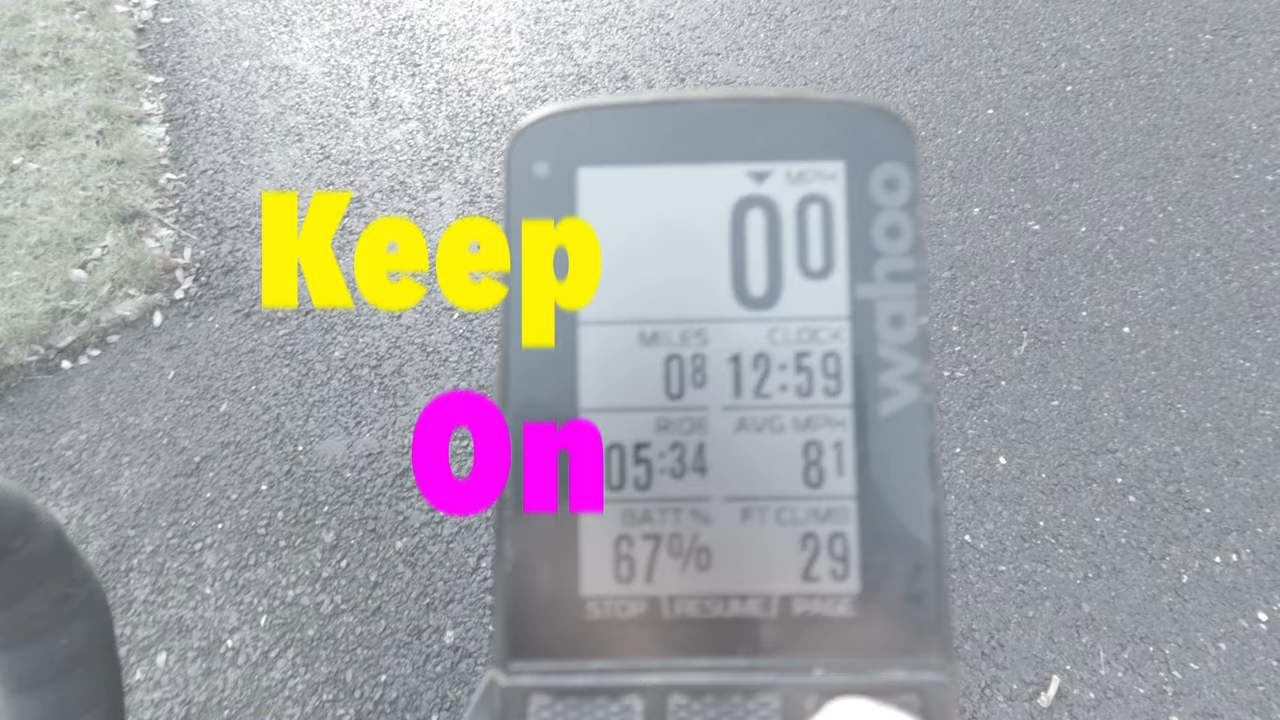 Keep
On
MPH
00
MILES CLOCK
08 12:59
RIDE AVG MPH
05:34 81
BATT % FT CLIMB
67% 29
STOP RESUME PAGE
wahoo